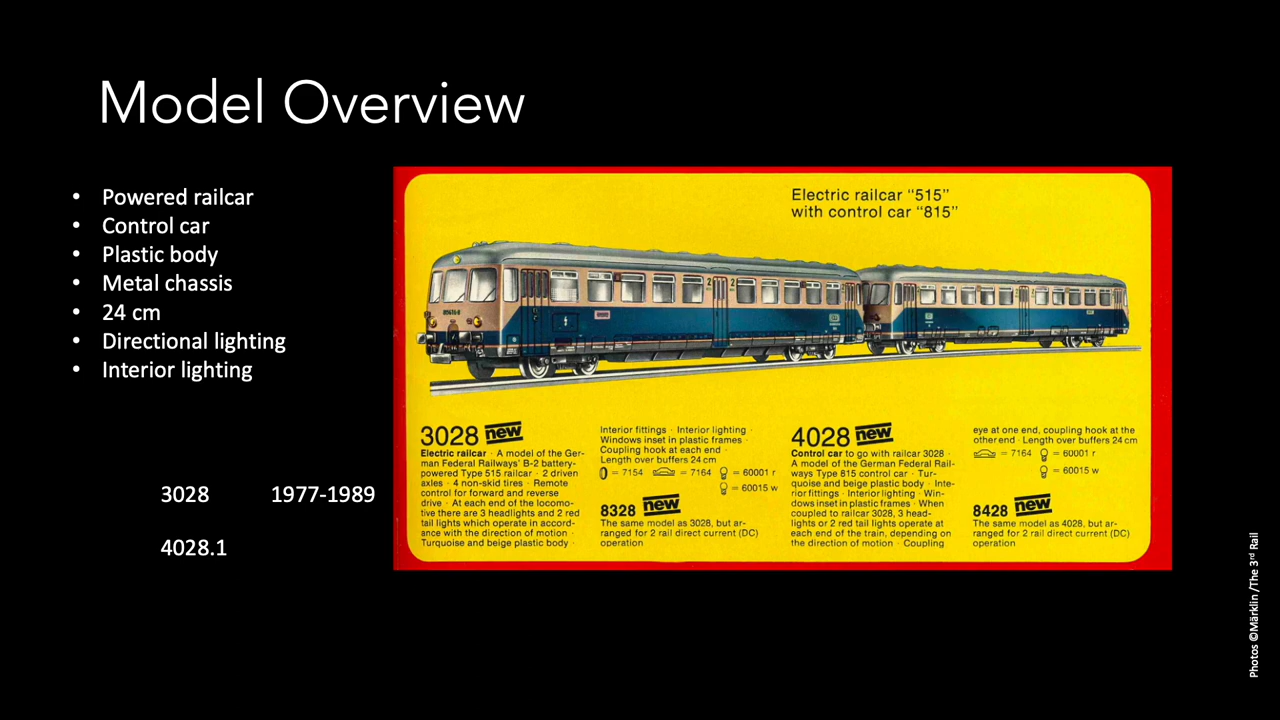 Model Overview
• Powered railcar
• Control car
• Plastic body
• Metal chassis
• 24 cm
• Directional lighting
• Interior lighting
3028 1977-1989
4028.1
Electric railcar “515”
with control car “815”
3028 new
Electric railcar · A model of the Ger-
man Federal Railways' B-2 battery-
powered Type 515 railcar · 2 driven
axles · 4 non-skid tires · Remote
control for forward and reverse
drive · At each end of the locomo-
tive there are 3 headlights and 2 red
tail lights which operate in accord-
ance with the direction of motion ·
Turquoise and beige plastic body ·
Interior fittings · Interior lighting ·
Windows inset in plastic frames ·
Coupling hook at each end ·
Length over buffers 24 cm
= 7154 = 7164 = 60001 r
= 60015 w
8328 new
The same model as 3028, but ar-
ranged for 2 rail direct current (DC)
operation
4028 new
Control car to go with railcar 3028 ·
A model of the German Federal Rail-
ways Type 815 control car · Tur-
quoise and beige plastic body · Inte-
rior fittings · Interior lighting · Win-
dows inset in plastic frames · When
coupled to railcar 3028, 3 head-
lights or 2 red tail lights operate at
each end of the train, depending on
the direction of motion · Coupling
eye at one end, coupling hook at the
other end · Length over buffers 24 cm
= 7164 = 60001 r
= 60015 w
8428 new
The same model as 4028, but ar-
ranged for 2 rail direct current (DC)
operation
Photos ©Märklin /The 3rd Rail